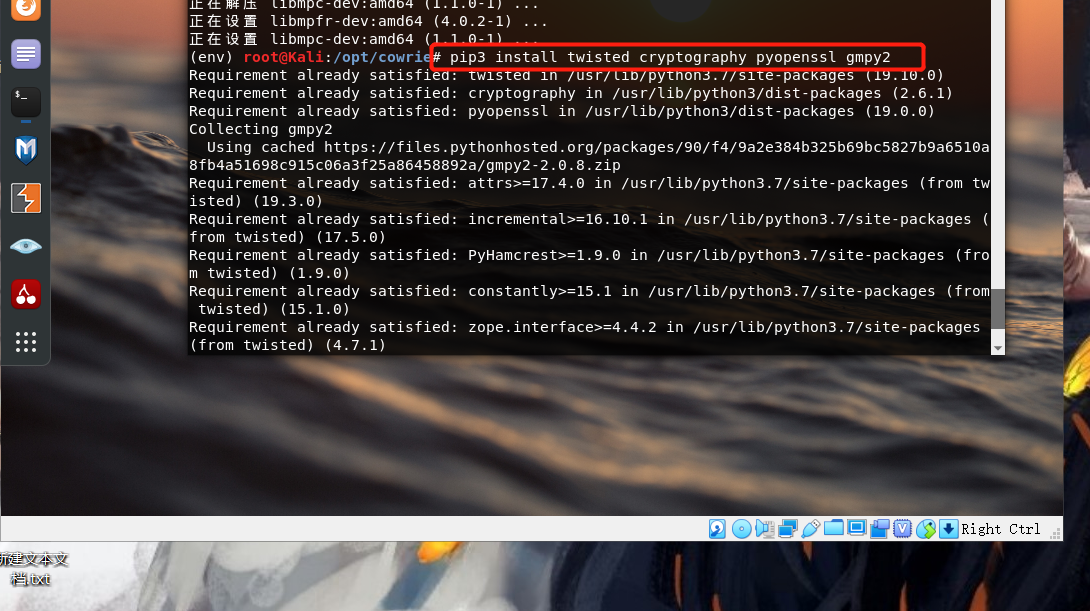 正在解压 libmpc-dev:amd64 (1.1.0-1) ...
正在设置 libmpfr-dev:amd64 (4.0.2-1) ...
正在设置 libmpc-dev:amd64 (1.1.0-1) ...
(env) root@Kali:/opt/cowrie# pip3 install twisted cryptography pyopenssl gmpy2
Requirement already satisfied: twisted in /usr/lib/python3.7/site-packages (19.10.0)
Requirement already satisfied: cryptography in /usr/lib/python3/dist-packages (2.6.1)
Requirement already satisfied: pyopenssl in /usr/lib/python3/dist-packages (19.0.0)
Collecting gmpy2
  Using cached https://files.pythonhosted.org/packages/90/f4/9a2e384b325b69bc5827b9a6510a
8fb4a51698c915c06a3f25a86458892a/gmpy2-2.0.8.zip
Requirement already satisfied: attrs>=17.4.0 in /usr/lib/python3.7/site-packages (from tw
isted) (19.3.0)
Requirement already satisfied: incremental>=16.10.1 in /usr/lib/python3.7/site-packages (
from twisted) (17.5.0)
Requirement already satisfied: PyHamcrest>=1.9.0 in /usr/lib/python3.7/site-packages (fro
m twisted) (1.9.0)
Requirement already satisfied: constantly>=15.1 in /usr/lib/python3.7/site-packages (from
 twisted) (15.1.0)
Requirement already satisfied: zope.interface>=4.4.2 in /usr/lib/python3.7/site-packages
(from twisted) (4.7.1)
Right Ctrl
新建文本文
档.txt